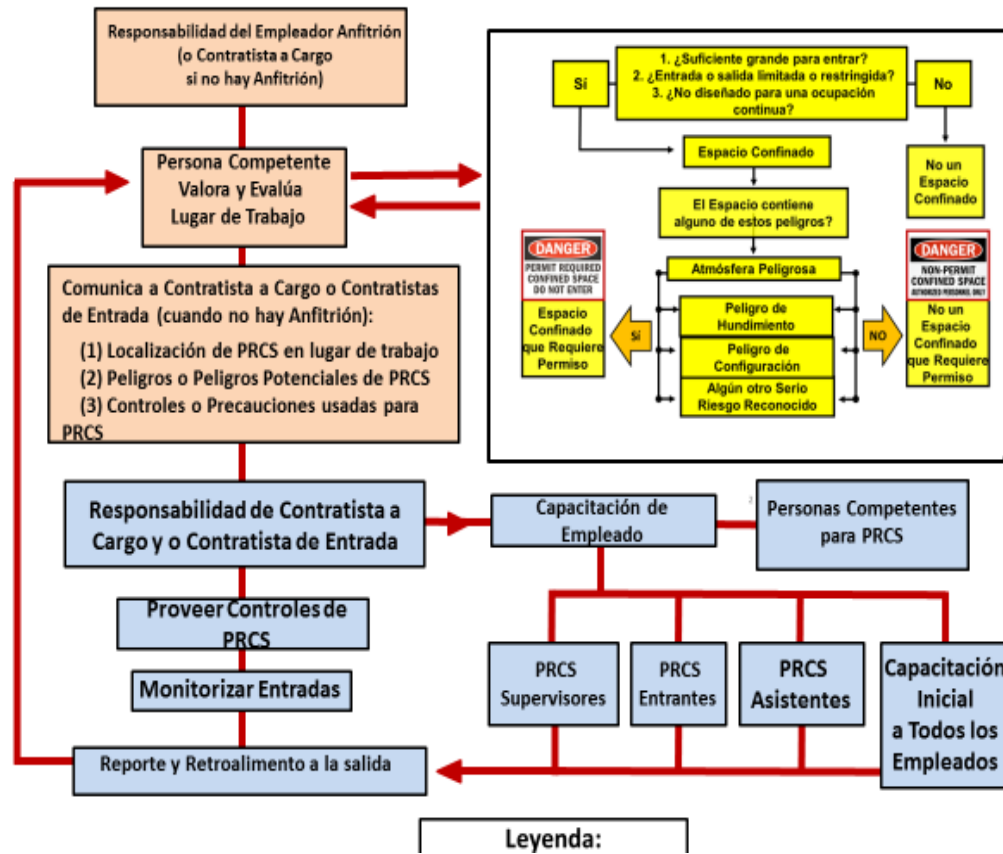 Responsabilidad del Empleador Anfitrión
(o Contratista a Cargo
si no hay Anfitrión)
Persona Competente
Valora y Evalúa
Lugar de Trabajo
Comunica a Contratista a Cargo o Contratistas
de Entrada (cuando no hay Anfitrión):
(1) Localización de PRCS en lugar de trabajo
(2) Peligros o Peligros Potenciales de PRCS
(3) Controles o Precauciones usadas para
PRCS
Sí
1. ¿Suficiente grande para entrar?
2. ¿Entrada o salida limitada o restringida?
3. ¿No diseñado para una ocupación
continua?
No
Espacio Confinado
No un
Espacio
Confinado
El Espacio contiene
alguno de estos peligros?
DANGER
PERMIT REQUIRED
CONFINED SPACE
DO NOT ENTER
Espacio
Confinado
que Requiere
Permiso
Sí
Atmósfera Peligrosa
Peligro de
Hundimiento
Peligro de
Configuración
Algún otro Serio
Riesgo Reconocido
NO
DANGER
NON-PERMIT
CONFINED SPACE
AUTHORIZED PERSONNEL ONLY
No un
Espacio
Confinado
que Requiere
Permiso
Responsabilidad de Contratista a
Cargo y o Contratista de Entrada
Capacitación de
Empleado
2
Personas Competentes
para PRCS
Proveer Controles de
PRCS
Monitorizar Entradas
Reporte y Retroalimento a la salida
PRCS
Supervisores
PRCS
Entrantes
PRCS
Asistentes
Capacitación
Inicial
a Todos los
Empleados
Leyenda: